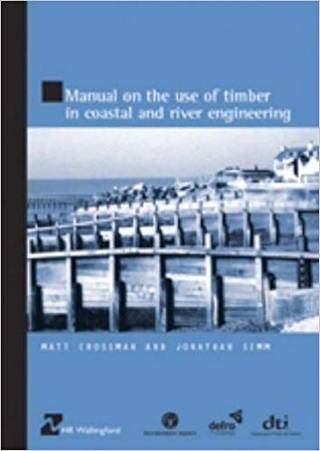 Manual on the use of timber
in coastal and river engineering
MATT CROSSMAN AND JONATHAN SIMM
HR Wallingford
defra
dti